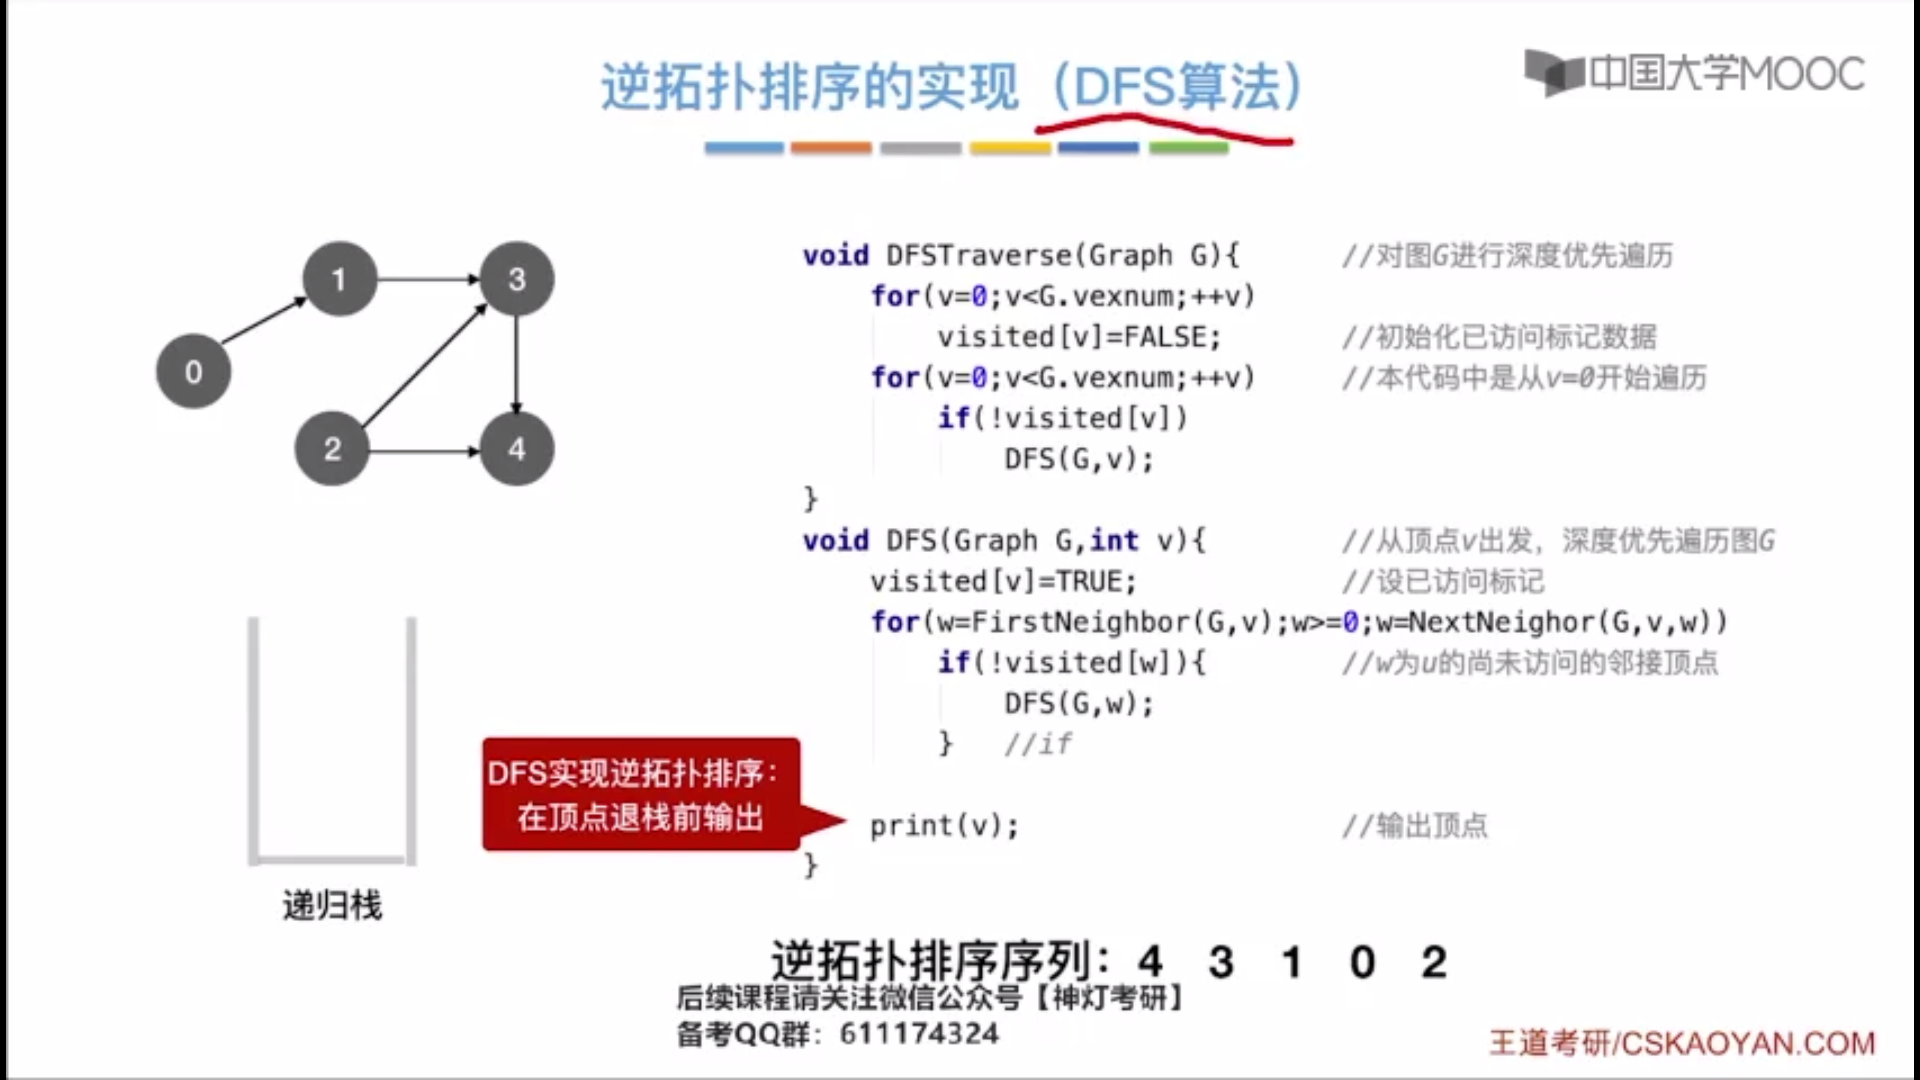 逆拓扑排序的实现（DFS算法）
中国大学MOOC
1
3
0
2
4
void DFSTraverse(Graph G){ //对图G进行深度优先遍历
for(v=0;v<G.vexnum;++v)
visited[v]=FALSE; //初始化已访问标记数据
for(v=0;v<G.vexnum;++v) //本代码中是从v=0开始遍历
if(!visited[v])
DFS(G,v);
}
void DFS(Graph G,int v){ //从顶点v出发，深度优先遍历图G
visited[v]=TRUE; //设已访问标记
for(w=FirstNeighbor(G,v);w>=0;w=NextNeighor(G,v,w))
if(!visited[w]){ //w为u的尚未访问的邻接顶点
DFS(G,w);
} //if
print(v); //输出顶点
}
DFS实现逆拓扑排序：
在顶点退栈前输出
递归栈
逆拓扑排序序列：4 3 1 0 2
后续课程请关注微信公众号【神灯考研】
备考QQ群：611174324
王道考研/CSKAOYAN.COM